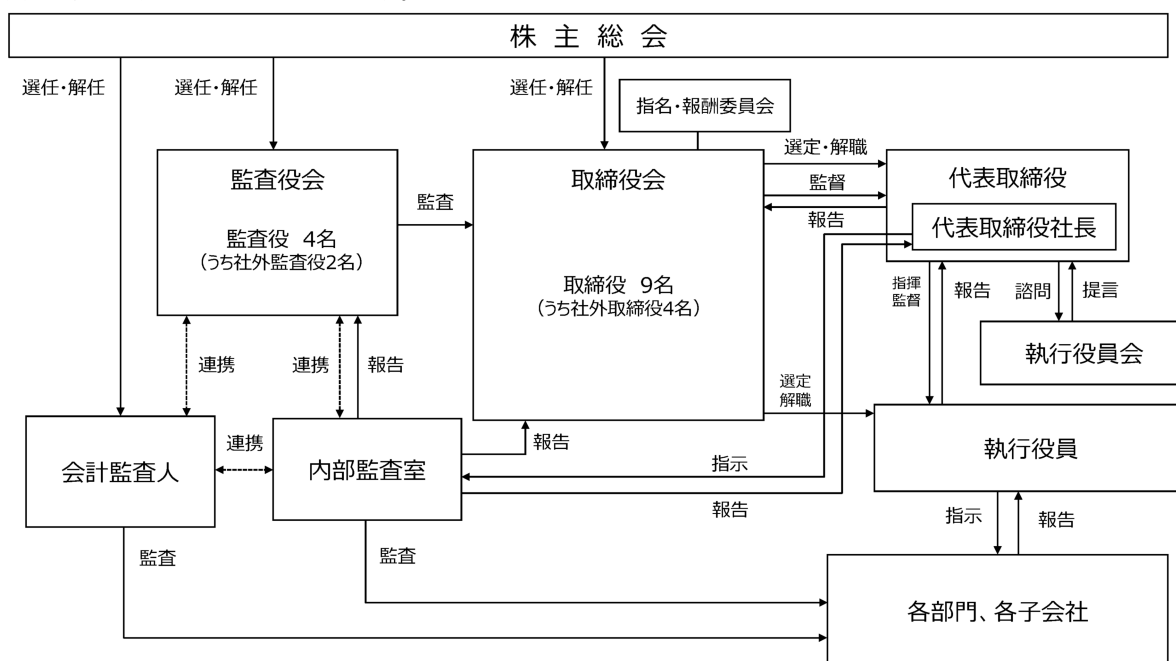 株主総会
選任・解任
選任・解任
選任・解任
指名・報酬委員会
監査役会
監査役 4名
(うち社外監査役2名)
監査
取締役会
取締役 9名
(うち社外取締役4名)
選定・解職
監督
報告
代表取締役
代表取締役社長
指揮
監督
報告
諮問
提言
執行役員会
連携
連携
報告
選定
解職
会計監査人
連携
内部監査室
報告
指示
報告
執行役員
指示
報告
監査
監査
各部門、各子会社